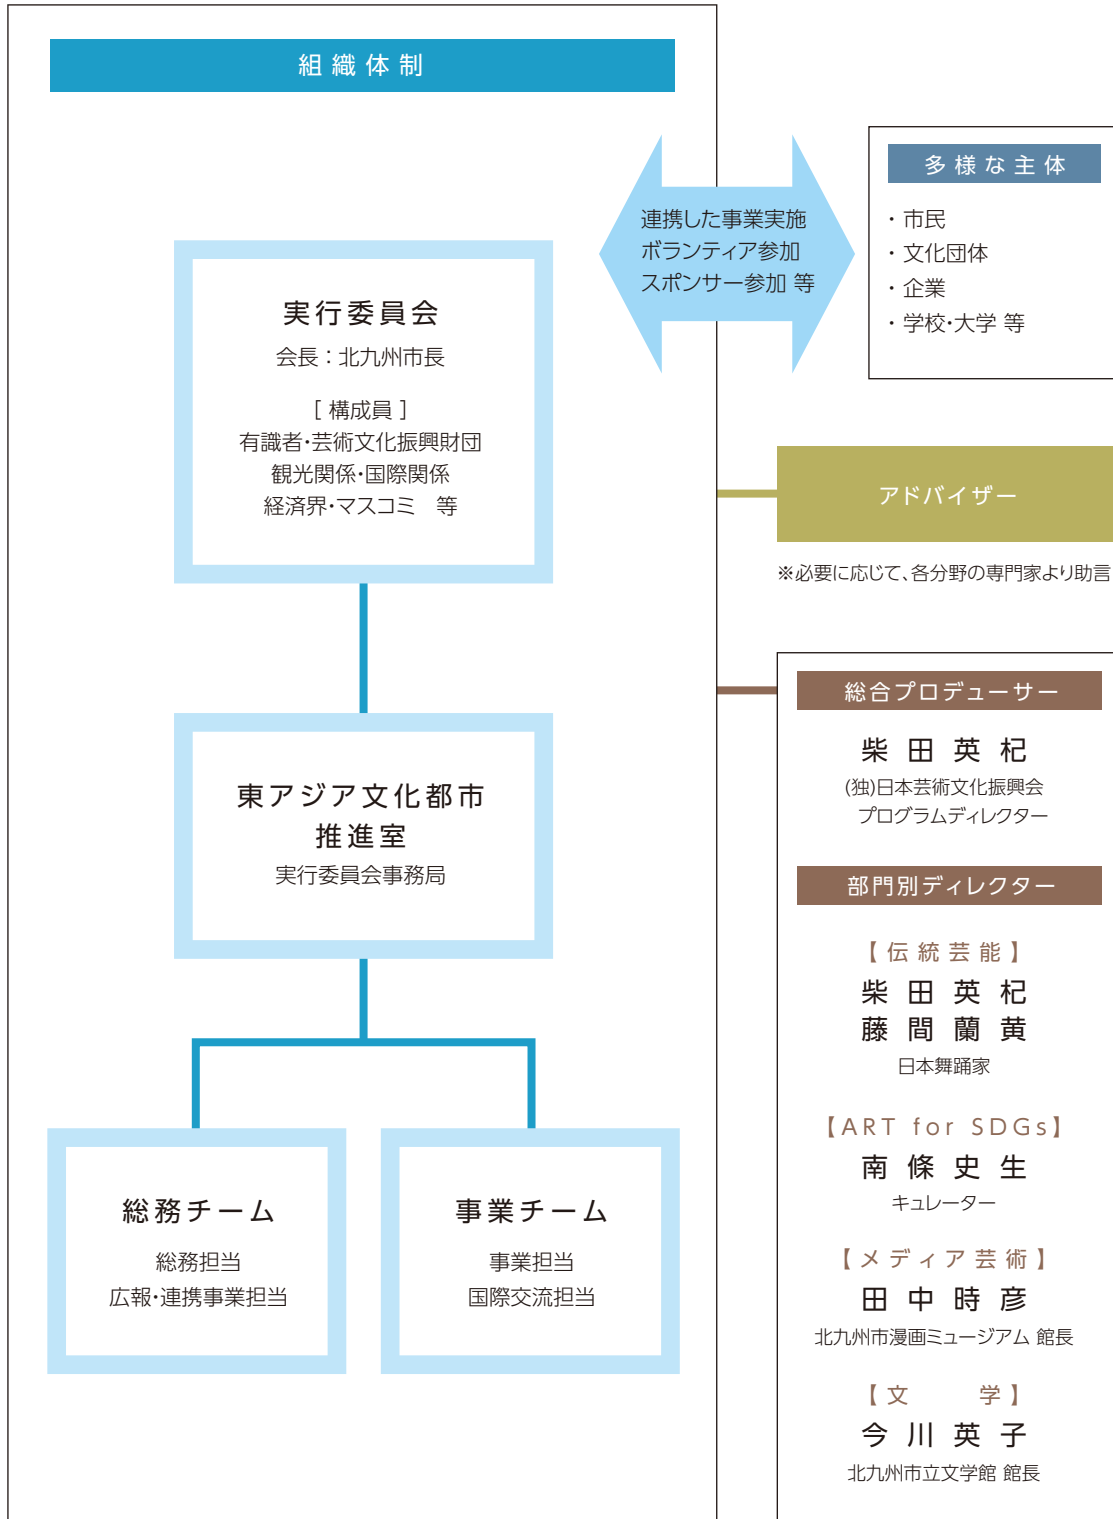 組織体制
実行委員会
会長：北九州市長
［ 構成員 ］
有識者・芸術文化振興財団
観光関係・国際関係
経済界・マスコミ　等
東アジア文化都市
推進室
実行委員会事務局
総務チーム
総務担当
広報・連携事業担当
事業チーム
事業担当
国際交流担当
連携した事業実施
ボランティア参加
スポンサー参加 等
多様な主体
・ 市民
・ 文化団体
・ 企業
・ 学校・大学 等
アドバイザー
※必要に応じて、各分野の専門家より助言
総合プロデューサー
柴田英杞
(独)日本芸術文化振興会
プログラムディレクター
部門別ディレクター
【伝統芸能】
柴田英杞
藤間蘭黄
日本舞踊家
【ART for SDGs】
南條史生
キュレーター
【メディア芸術】
田中時彦
北九州市漫画ミュージアム 館長
【文　　学】
今川英子
北九州市立文学館 館長